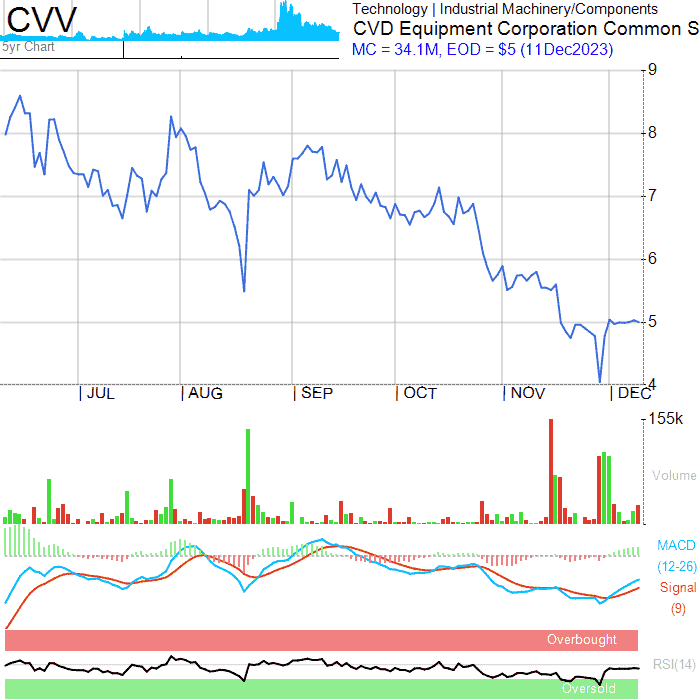 CVV
5yr Chart
Technology | Industrial Machinery/Components
CVD Equipment Corporation Common S
MC = 34.1M, EOD = $5 (11Dec2023)
9
8
7
6
5
4
JUL
AUG
SEP
OCT
NOV
DEC
155k
Volume
MACD
(12-26)
Signal
(9)
Overbought
RSI(14)
Oversold